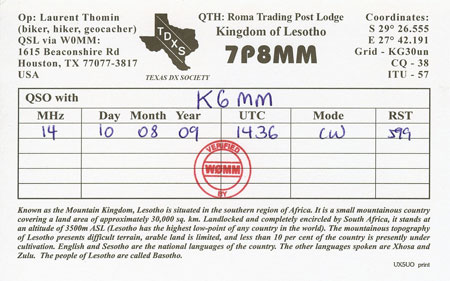 Op: Laurent Thomin
(biker, hiker, geocacher)
QSL via W0MM:
1615 Beaconshire Rd
Houston, TX 77077-3817
USA
TDXS
TEXAS DX SOCIETY
QTH: Roma Trading Post Lodge
Kingdom of Lesotho
7P8MM
Coordinates:
S 29° 26.555
E 27° 42.191
Grid - KG30un
CQ - 38
ITU - 57
QSO with K6MM
MHz Day Month Year UTC Mode RST
14 10 08 09 1436 CW 599
VERIFIED
WØMM
BY
Known as the Mountain Kingdom, Lesotho is situated in the southern region of Africa. It is a small mountainous country
covering a land area of approximately 30,000 sq. km. Landlocked and completely encircled by South Africa, it stands at
an altitude of 3500m ASL (Lesotho has the highest low-point of any country in the world). The mountainous topography
of Lesotho presents difficult terrain, arable land is limited, and less than 10 per cent of the country is presently under
cultivation. English and Sesotho are the national languages of the country. The other languages spoken are Xhosa and
Zulu. The people of Lesotho are called Basotho.
UX5UO print